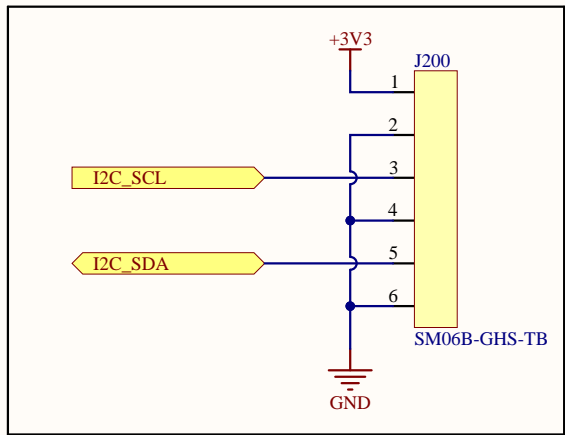 +3V3
J200
1
2
I2C_SCL
3
4
I2C_SDA
5
6
SM06B-GHS-TB
GND